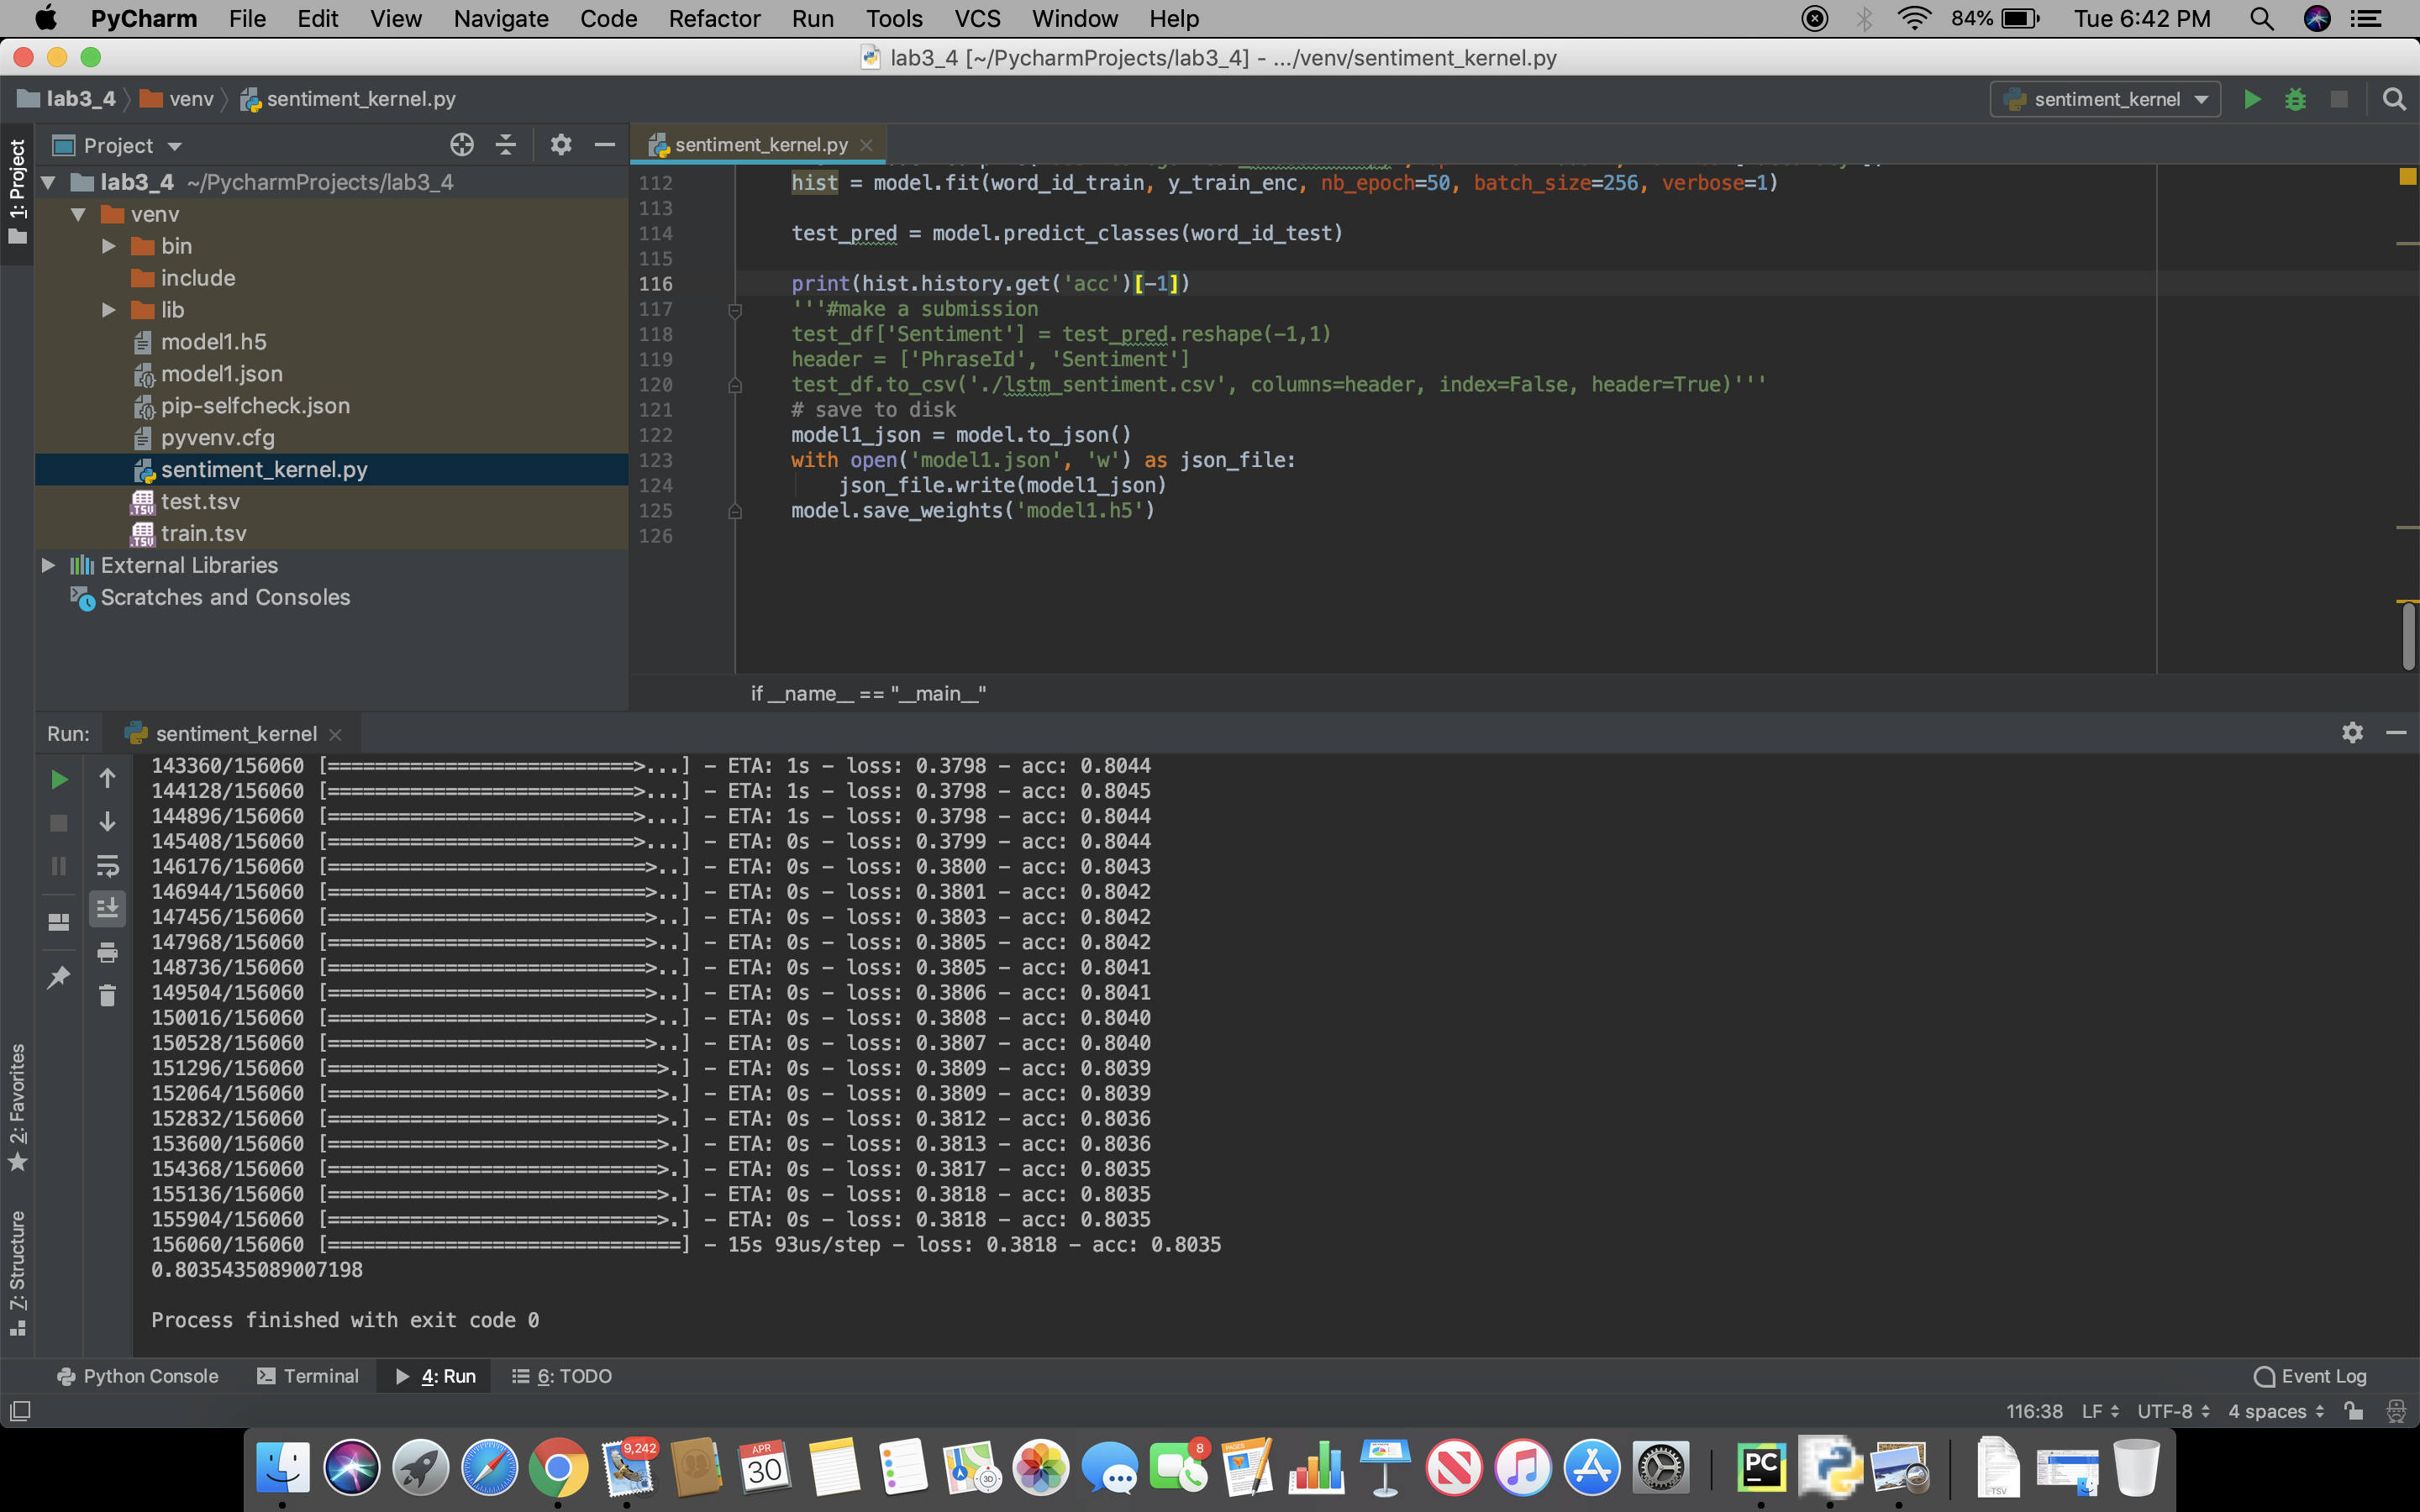 PyCharm File Edit View Navigate Code Refactor Run Tools VCS Window Help 84% Tue 6:42 PM
lab3_4 [~/PycharmProjects/lab3_4] - .../venv/sentiment_kernel.py
lab3_4 venv sentiment_kernel.py sentiment_kernel
Project sentiment_kernel.py
1: Project
lab3_4 ~/PycharmProjects/lab3_4
venv
bin
include
lib
model1.h5
model1.json
pip-selfcheck.json
pyvenv.cfg
sentiment_kernel.py
test.tsv
train.tsv
External Libraries
Scratches and Consoles
112 hist = model.fit(word_id_train, y_train_enc, nb_epoch=50, batch_size=256, verbose=1)
113
114 test_pred = model.predict_classes(word_id_test)
115
116 print(hist.history.get('acc')[-1])
117 '''#make a submission
118 test_df['Sentiment'] = test_pred.reshape(-1,1)
119 header = ['PhraseId', 'Sentiment']
120 test_df.to_csv('./lstm_sentiment.csv', columns=header, index=False, header=True)'''
121 # save to disk
122 model1_json = model.to_json()
123 with open('model1.json', 'w') as json_file:
124 json_file.write(model1_json)
125 model.save_weights('model1.h5')
126
if __name__ == "__main__"
Run: sentiment_kernel
143360/156060 [==========================>...] - ETA: 1s - loss: 0.3798 - acc: 0.8044
144128/156060 [==========================>...] - ETA: 1s - loss: 0.3798 - acc: 0.8045
144896/156060 [==========================>...] - ETA: 1s - loss: 0.3798 - acc: 0.8044
145408/156060 [==========================>...] - ETA: 0s - loss: 0.3799 - acc: 0.8044
146176/156060 [===========================>..] - ETA: 0s - loss: 0.3800 - acc: 0.8043
146944/156060 [===========================>..] - ETA: 0s - loss: 0.3801 - acc: 0.8042
147456/156060 [===========================>..] - ETA: 0s - loss: 0.3803 - acc: 0.8042
147968/156060 [===========================>..] - ETA: 0s - loss: 0.3805 - acc: 0.8042
148736/156060 [===========================>..] - ETA: 0s - loss: 0.3805 - acc: 0.8041
149504/156060 [===========================>..] - ETA: 0s - loss: 0.3806 - acc: 0.8041
150016/156060 [===========================>..] - ETA: 0s - loss: 0.3808 - acc: 0.8040
150528/156060 [===========================>..] - ETA: 0s - loss: 0.3807 - acc: 0.8040
151296/156060 [============================>.] - ETA: 0s - loss: 0.3809 - acc: 0.8039
152064/156060 [============================>.] - ETA: 0s - loss: 0.3809 - acc: 0.8039
152832/156060 [============================>.] - ETA: 0s - loss: 0.3812 - acc: 0.8036
153600/156060 [============================>.] - ETA: 0s - loss: 0.3813 - acc: 0.8036
154368/156060 [============================>.] - ETA: 0s - loss: 0.3817 - acc: 0.8035
155136/156060 [============================>.] - ETA: 0s - loss: 0.3818 - acc: 0.8035
155904/156060 [============================>.] - ETA: 0s - loss: 0.3818 - acc: 0.8035
156060/156060 [==============================] - 15s 93us/step - loss: 0.3818 - acc: 0.8035
0.8035435089007198
Process finished with exit code 0
2: Favorites
7: Structure
Python Console Terminal 4: Run 6: TODO Event Log
116:38 LF UTF-8 4 spaces
9,242
APR
30
3D
8
PAGES
PC
TSV